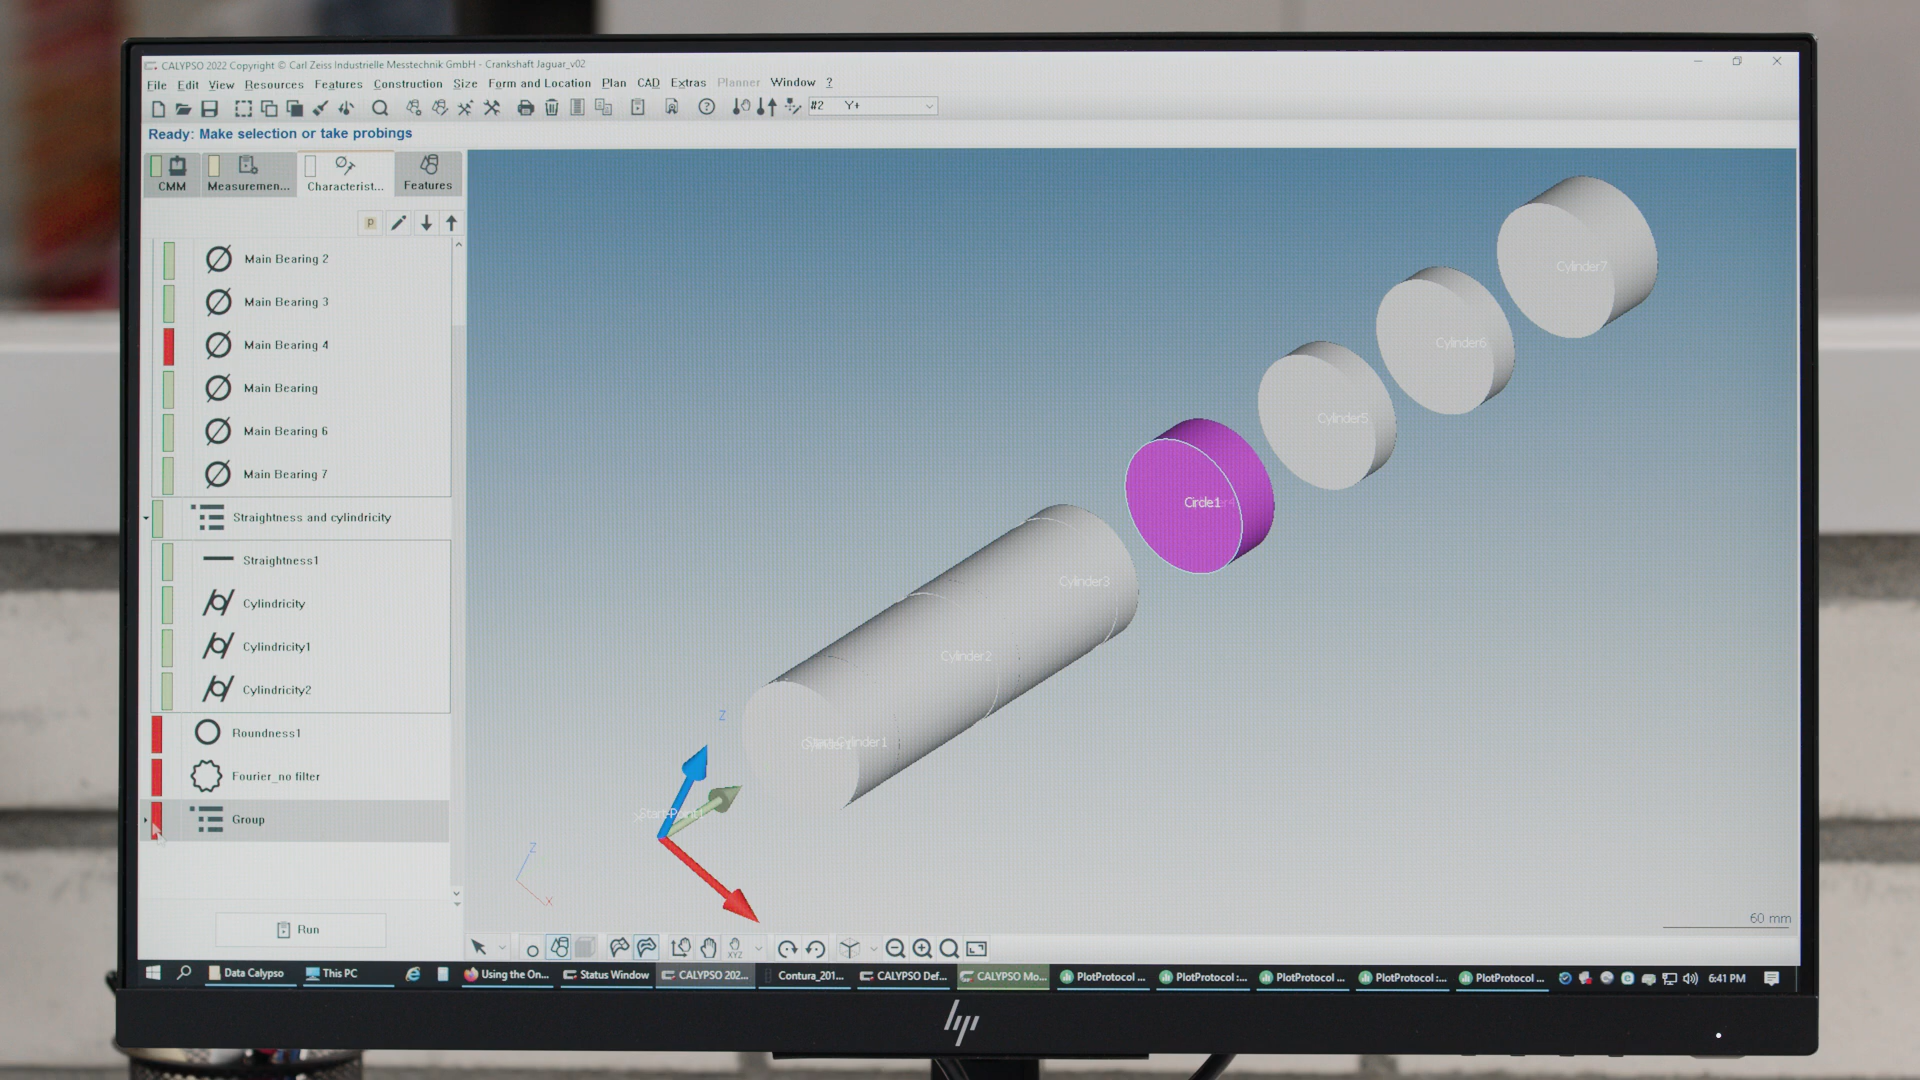 CALYPSO 2022 Copyright © Carl Zeiss Industrielle Messtechnik GmbH - Crankshaft Jaguar_v02
File Edit View Resources Features Construction Size Form and Location Plan CAD Extras Planner Window ?
#2 Y+
Ready: Make selection or take probings
CMM Measuremen... Characterist... Features
P
Main Bearing 2
Main Bearing 3
Main Bearing 4
Main Bearing
Main Bearing 6
Main Bearing 7
Straightness and cylindricity
Straightness1
Cylindricity
Cylindricity1
Cylindricity2
Roundness1
Fourier_no filter
Group
Run
Cylinder7
Cylinder6
Cylinder5
Circle1
Cylinder3
Cylinder2
Z
Z
X
60 mm
XYZ
Data Calypso This PC Using the On... Status Window CALYPSO 202... Contura_201... CALYPSO Def... CALYPSO Mo... PlotProtocol ... PlotProtocol :... PlotProtocol ... PlotProtocol :... PlotProtocol ... 6:41 PM
hp